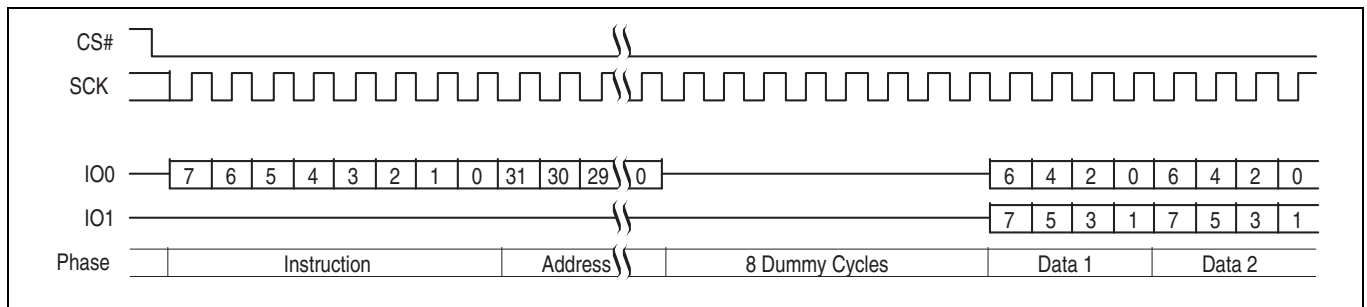 CS#
SCK
IO0 7 6 5 4 3 2 1 0 31 30 29 0 6 4 2 0 6 4 2 0
IO1 7 5 3 1 7 5 3 1
Phase Instruction Address 8 Dummy Cycles Data 1 Data 2